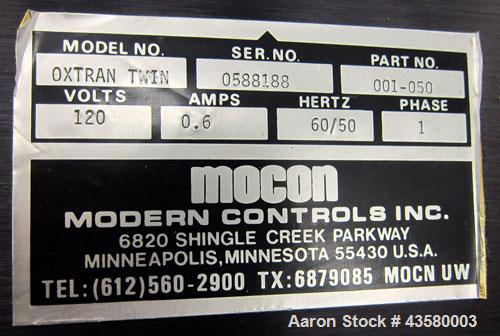 MODEL NO. SER.NO. PART NO.
OXTRAN TWIN 0588188 001-050
VOLTS AMPS HERTZ PHASE
120 0.6 60/50 1
mocon
MODERN CONTROLS INC.
6820 SHINGLE CREEK PARKWAY
MINNEAPOLIS, MINNESOTA 55430 U.S.A.
TEL:(612)560-2900 TX:6879085 MOCN UW
Aaron Stock # 43580003